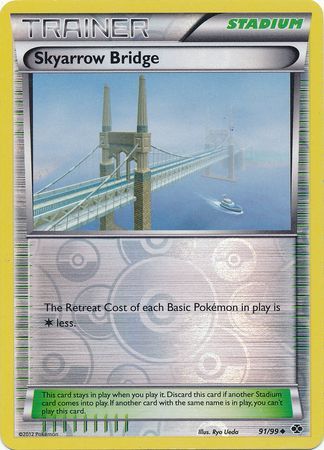 TRAINER
STADIUM
Skyarrow Bridge
The Retreat Cost of each Basic Pokémon in play is
less.
This card stays in play when you play it. Discard this card if another Stadium
card comes into play. If another card with the same name is in play, you can't
play this card.
©2012 Pokémon
Illus. Ryo Ueda
91/99